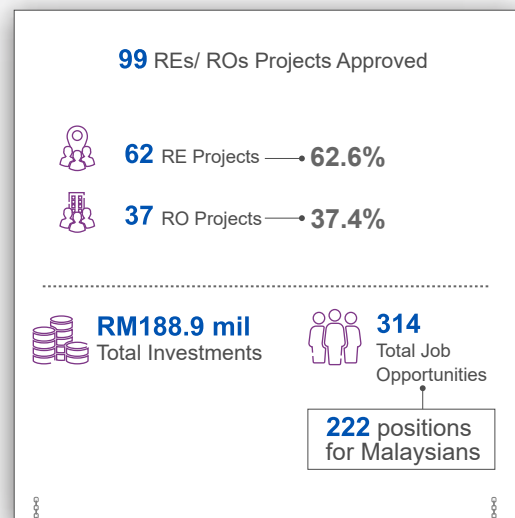 99 REs/ ROs Projects Approved
62 RE Projects 62.6%
37 RO Projects 37.4%
RM188.9 mil
Total Investments
314
Total Job
Opportunities
222 positions
for Malaysians